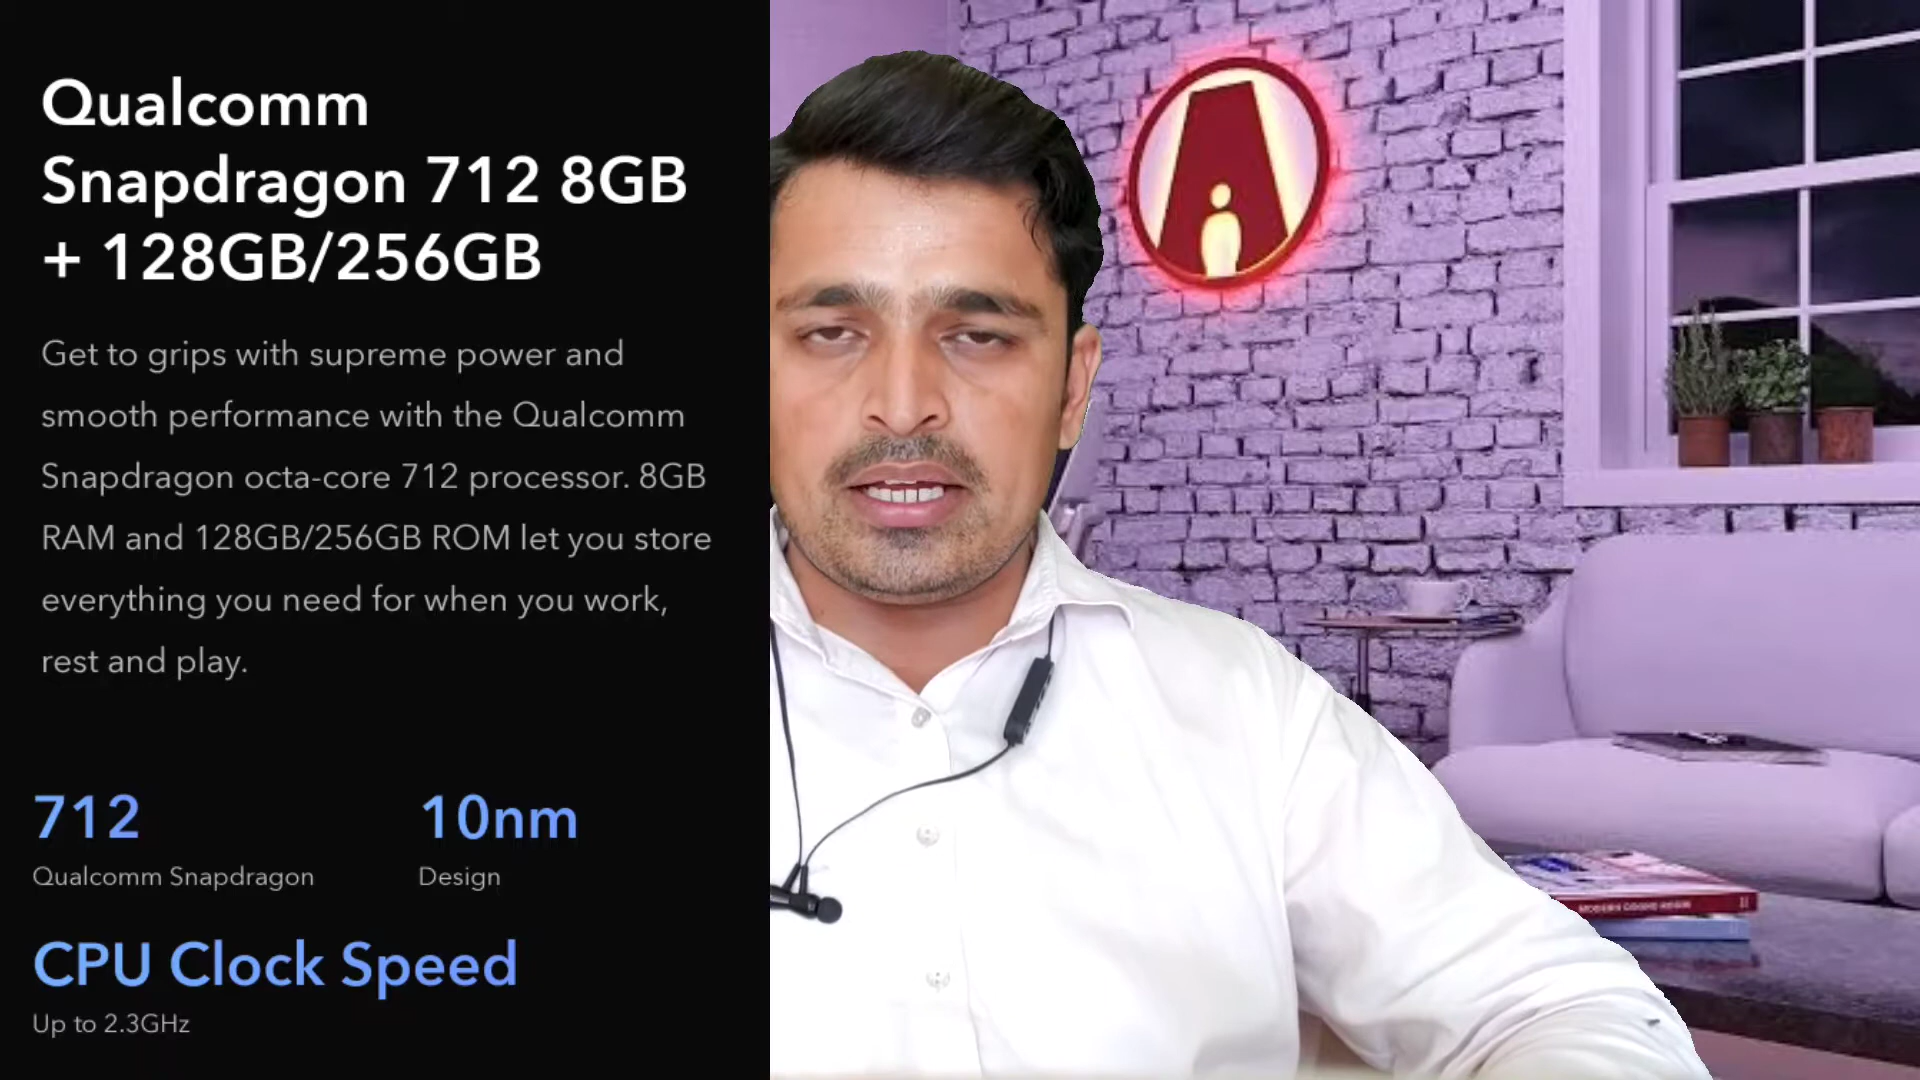 Qualcomm
Snapdragon 712 8GB
+ 128GB/256GB
Get to grips with supreme power and
smooth performance with the Qualcomm
Snapdragon octa-core 712 processor. 8GB
RAM and 128GB/256GB ROM let you store
everything you need for when you work,
rest and play.
712
Qualcomm Snapdragon
10nm
Design
CPU Clock Speed
Up to 2.3GHz